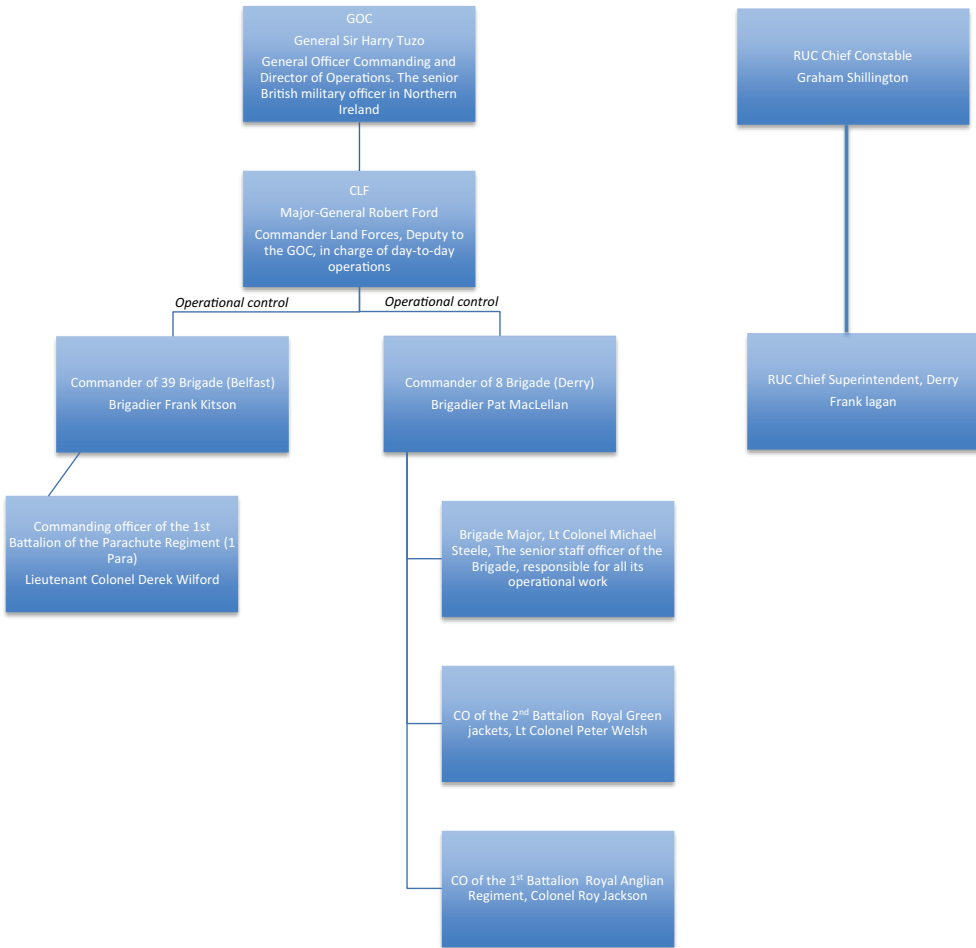 GOC
General Sir Harry Tuzo
General Officer Commanding and
Director of Operations. The senior
British military officer in Northern
Ireland
RUC Chief Constable
Graham Shillington
CLF
Major-General Robert Ford
Commander Land Forces, Deputy to
the GOC, in charge of day-to-day
operations
Operational control
Operational control
Commander of 39 Brigade (Belfast)
Brigadier Frank Kitson
Commander of 8 Brigade (Derry)
Brigadier Pat MacLellan
RUC Chief Superintendent, Derry
Frank lagan
Commanding officer of the 1st
Battalion of the Parachute Regiment (1
Para)
Lieutenant Colonel Derek Wilford
Brigade Major, Lt Colonel Michael
Steele, The senior staff officer of the
Brigade, responsible for all its
operational work
CO of the 2nd Battalion Royal Green
jackets, Lt Colonel Peter Welsh
CO of the 1st Battalion Royal Anglian
Regiment, Colonel Roy Jackson